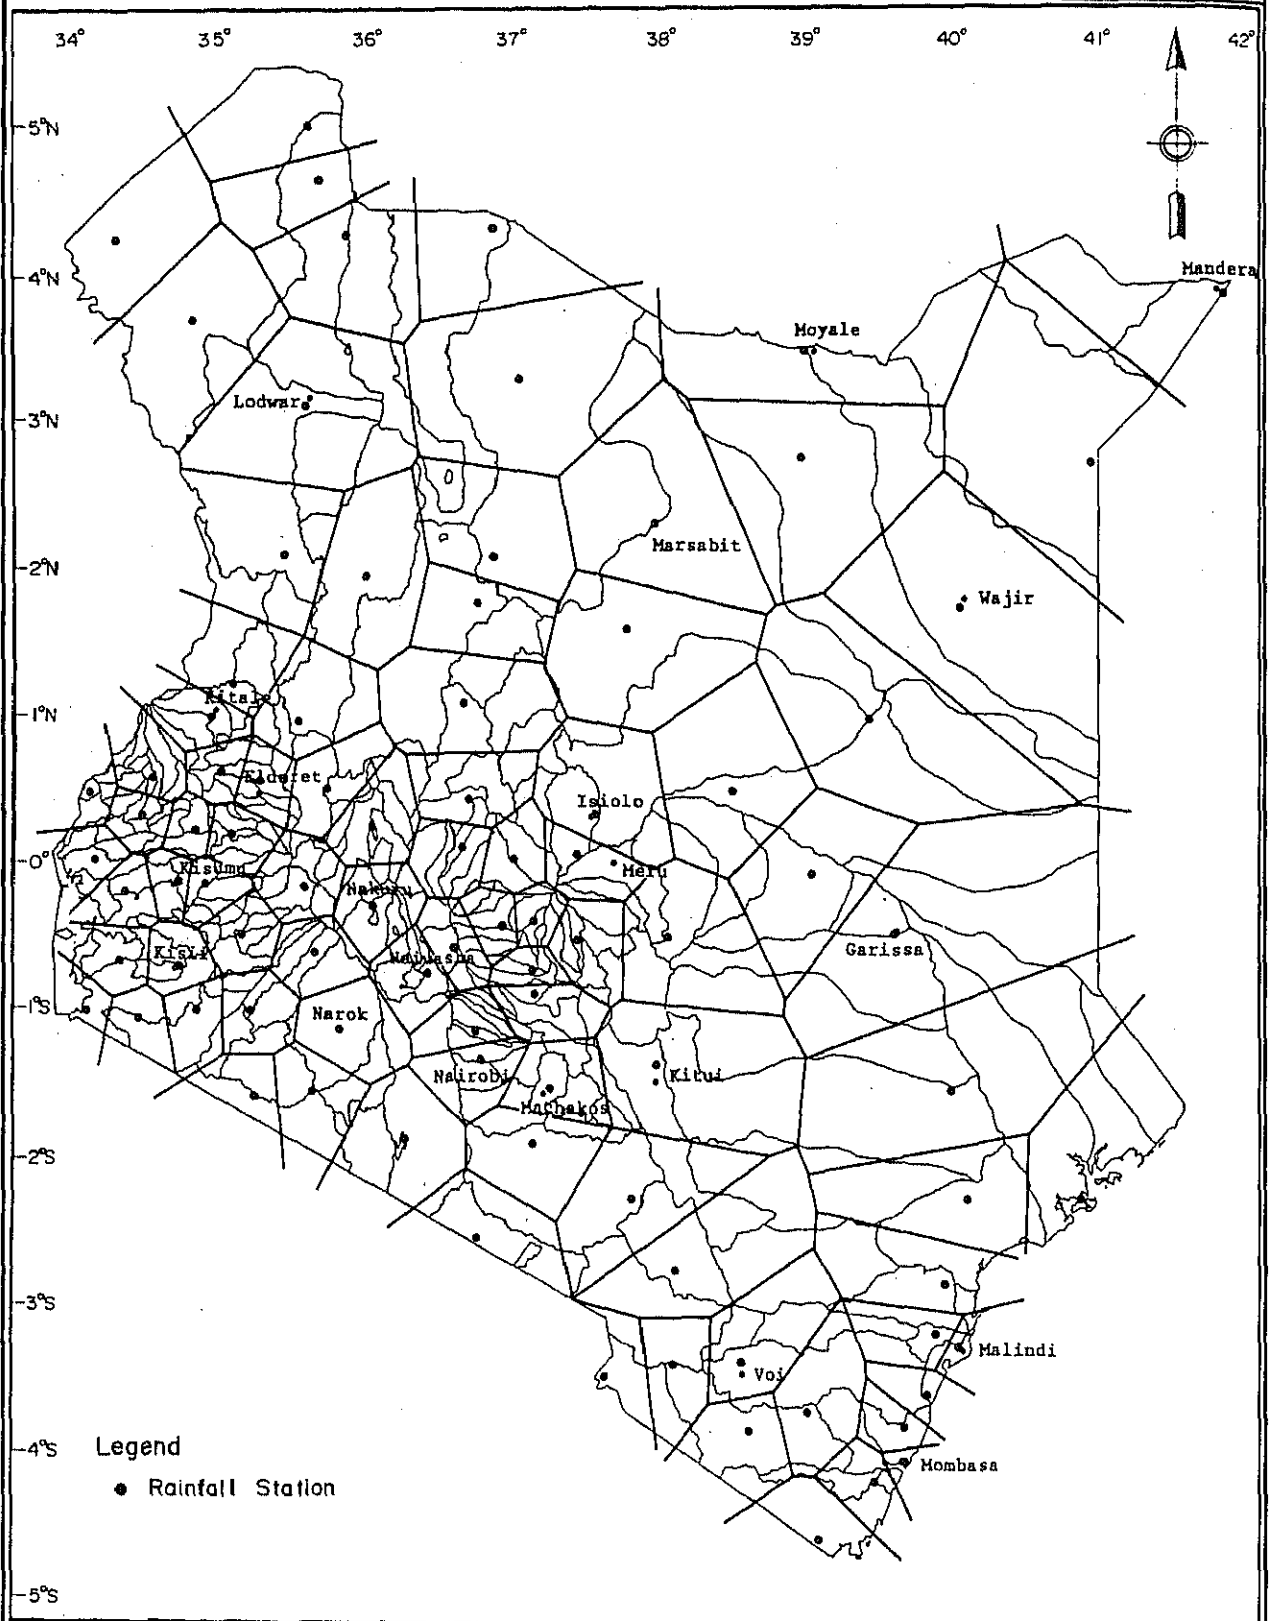 34° 35° 36° 37° 38° 39° 40° 41° 42°
5°N
4°N
Mandera
Moyale
Lodwar
3°N
Marsabit
2°N
Wajir
Kitale
1°N
Eldoret
Isiolo
0°
Kisumu
Meru
Nakuru
Garissa
Kisii
Naivasha
1°S
Narok
Nairobi
Kitui
Machakos
2°S
3°S
Malindi
Voi
4°S
Legend
Mombasa
Rainfall Station
5°S